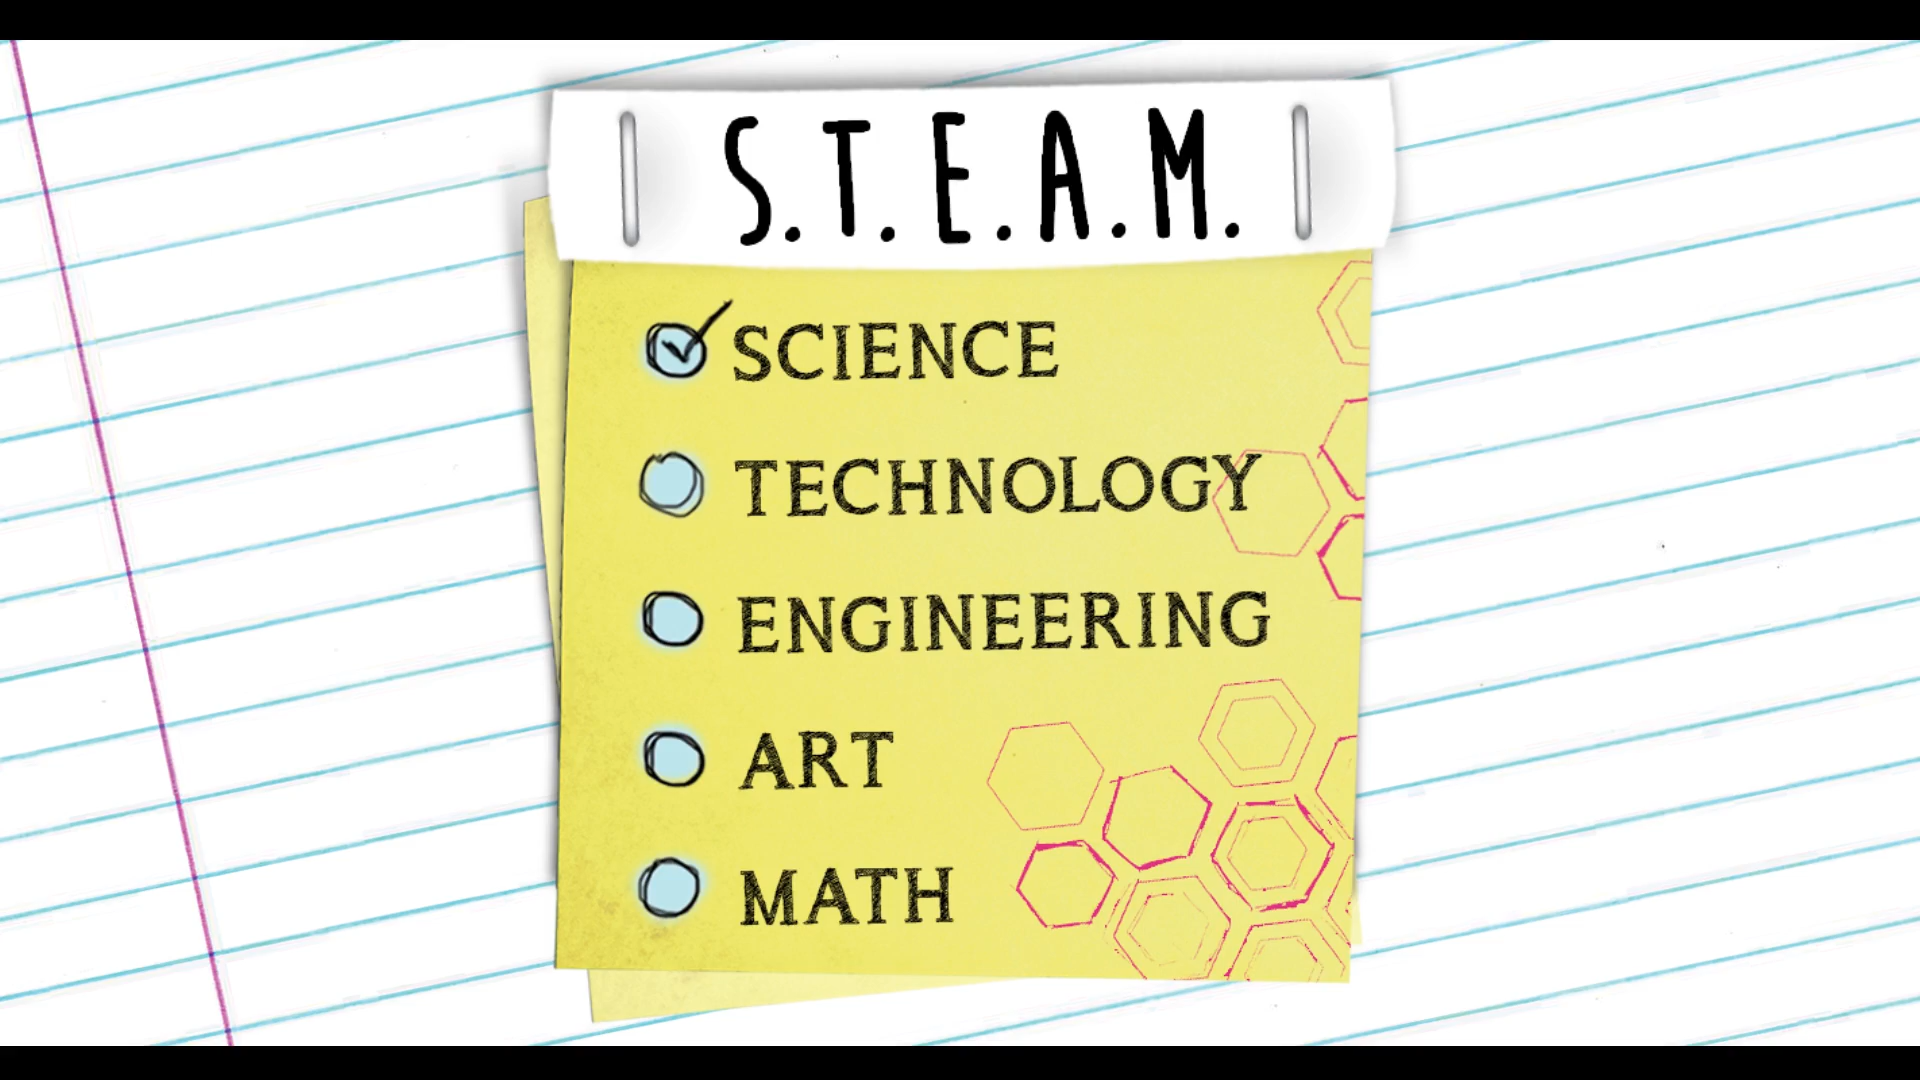 S.T.E.A.M.
SCIENCE
TECHNOLOGY
ENGINEERING
ART
MATH